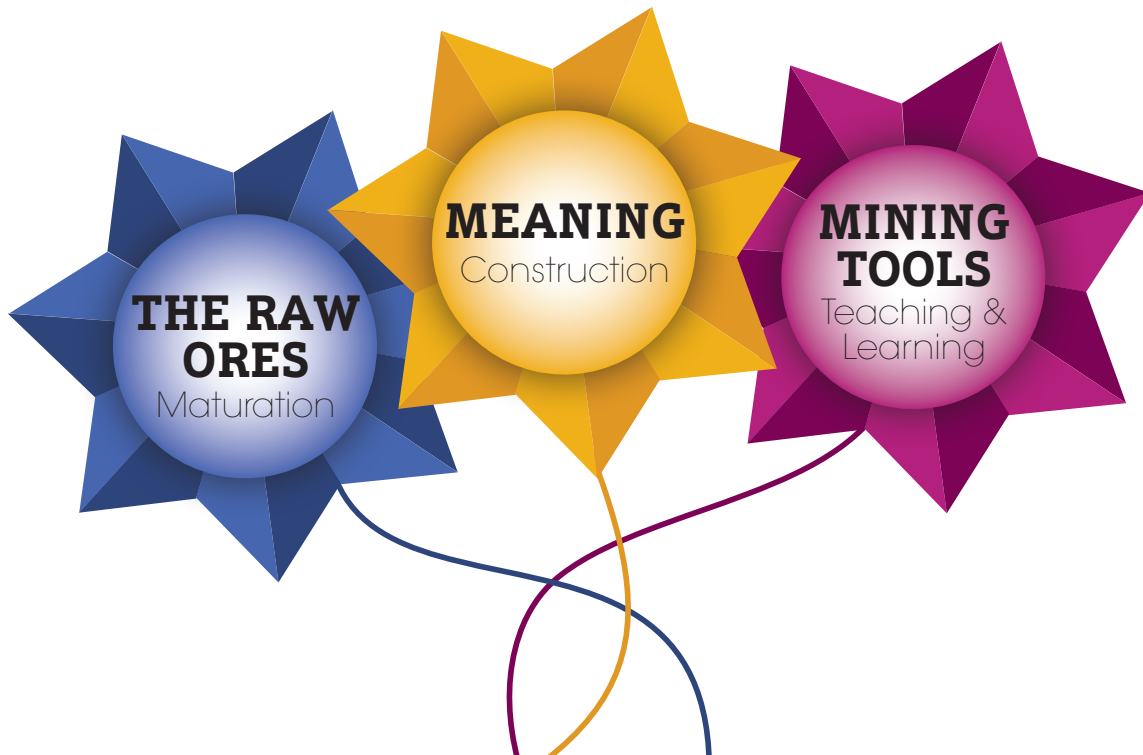 THE RAW
ORES
Maturation
MEANING
Construction
MINING
TOOLS
Teaching &
Learning